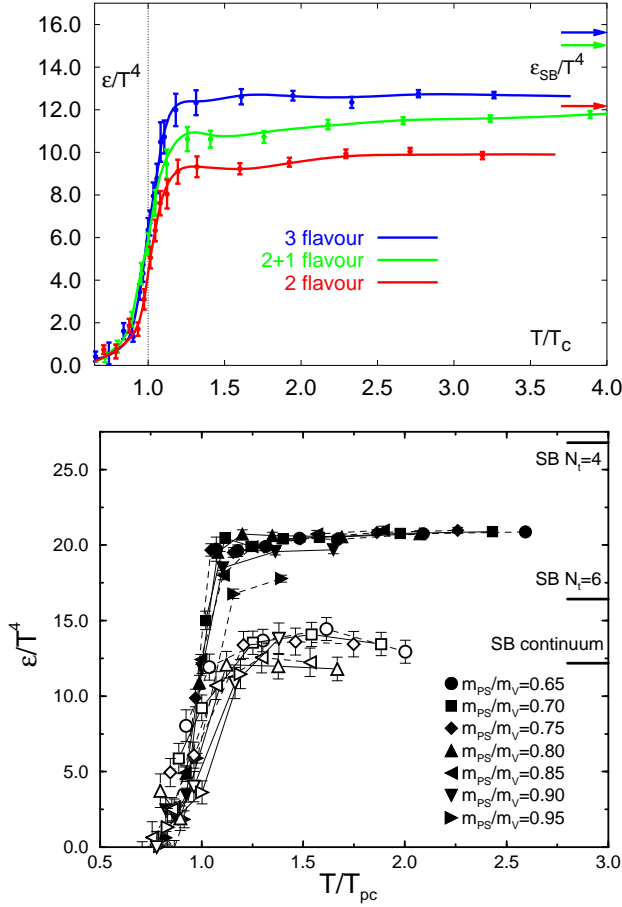 16.0
14.0
12.0
10.0
8.0
6.0
4.0
2.0
0.0
ε/T⁴
ε_SB/T⁴
3 flavour
2+1 flavour
2 flavour
T/T_c
1.0 1.5 2.0 2.5 3.0 3.5 4.0
25.0
20.0
15.0
10.0
5.0
0.0
ε/T⁴
SB N_t=4
SB N_t=6
SB continuum
m_PS/m_V=0.65
m_PS/m_V=0.70
m_PS/m_V=0.75
m_PS/m_V=0.80
m_PS/m_V=0.85
m_PS/m_V=0.90
m_PS/m_V=0.95
0.5 1.0 1.5 2.0 2.5 3.0
T/T_pc